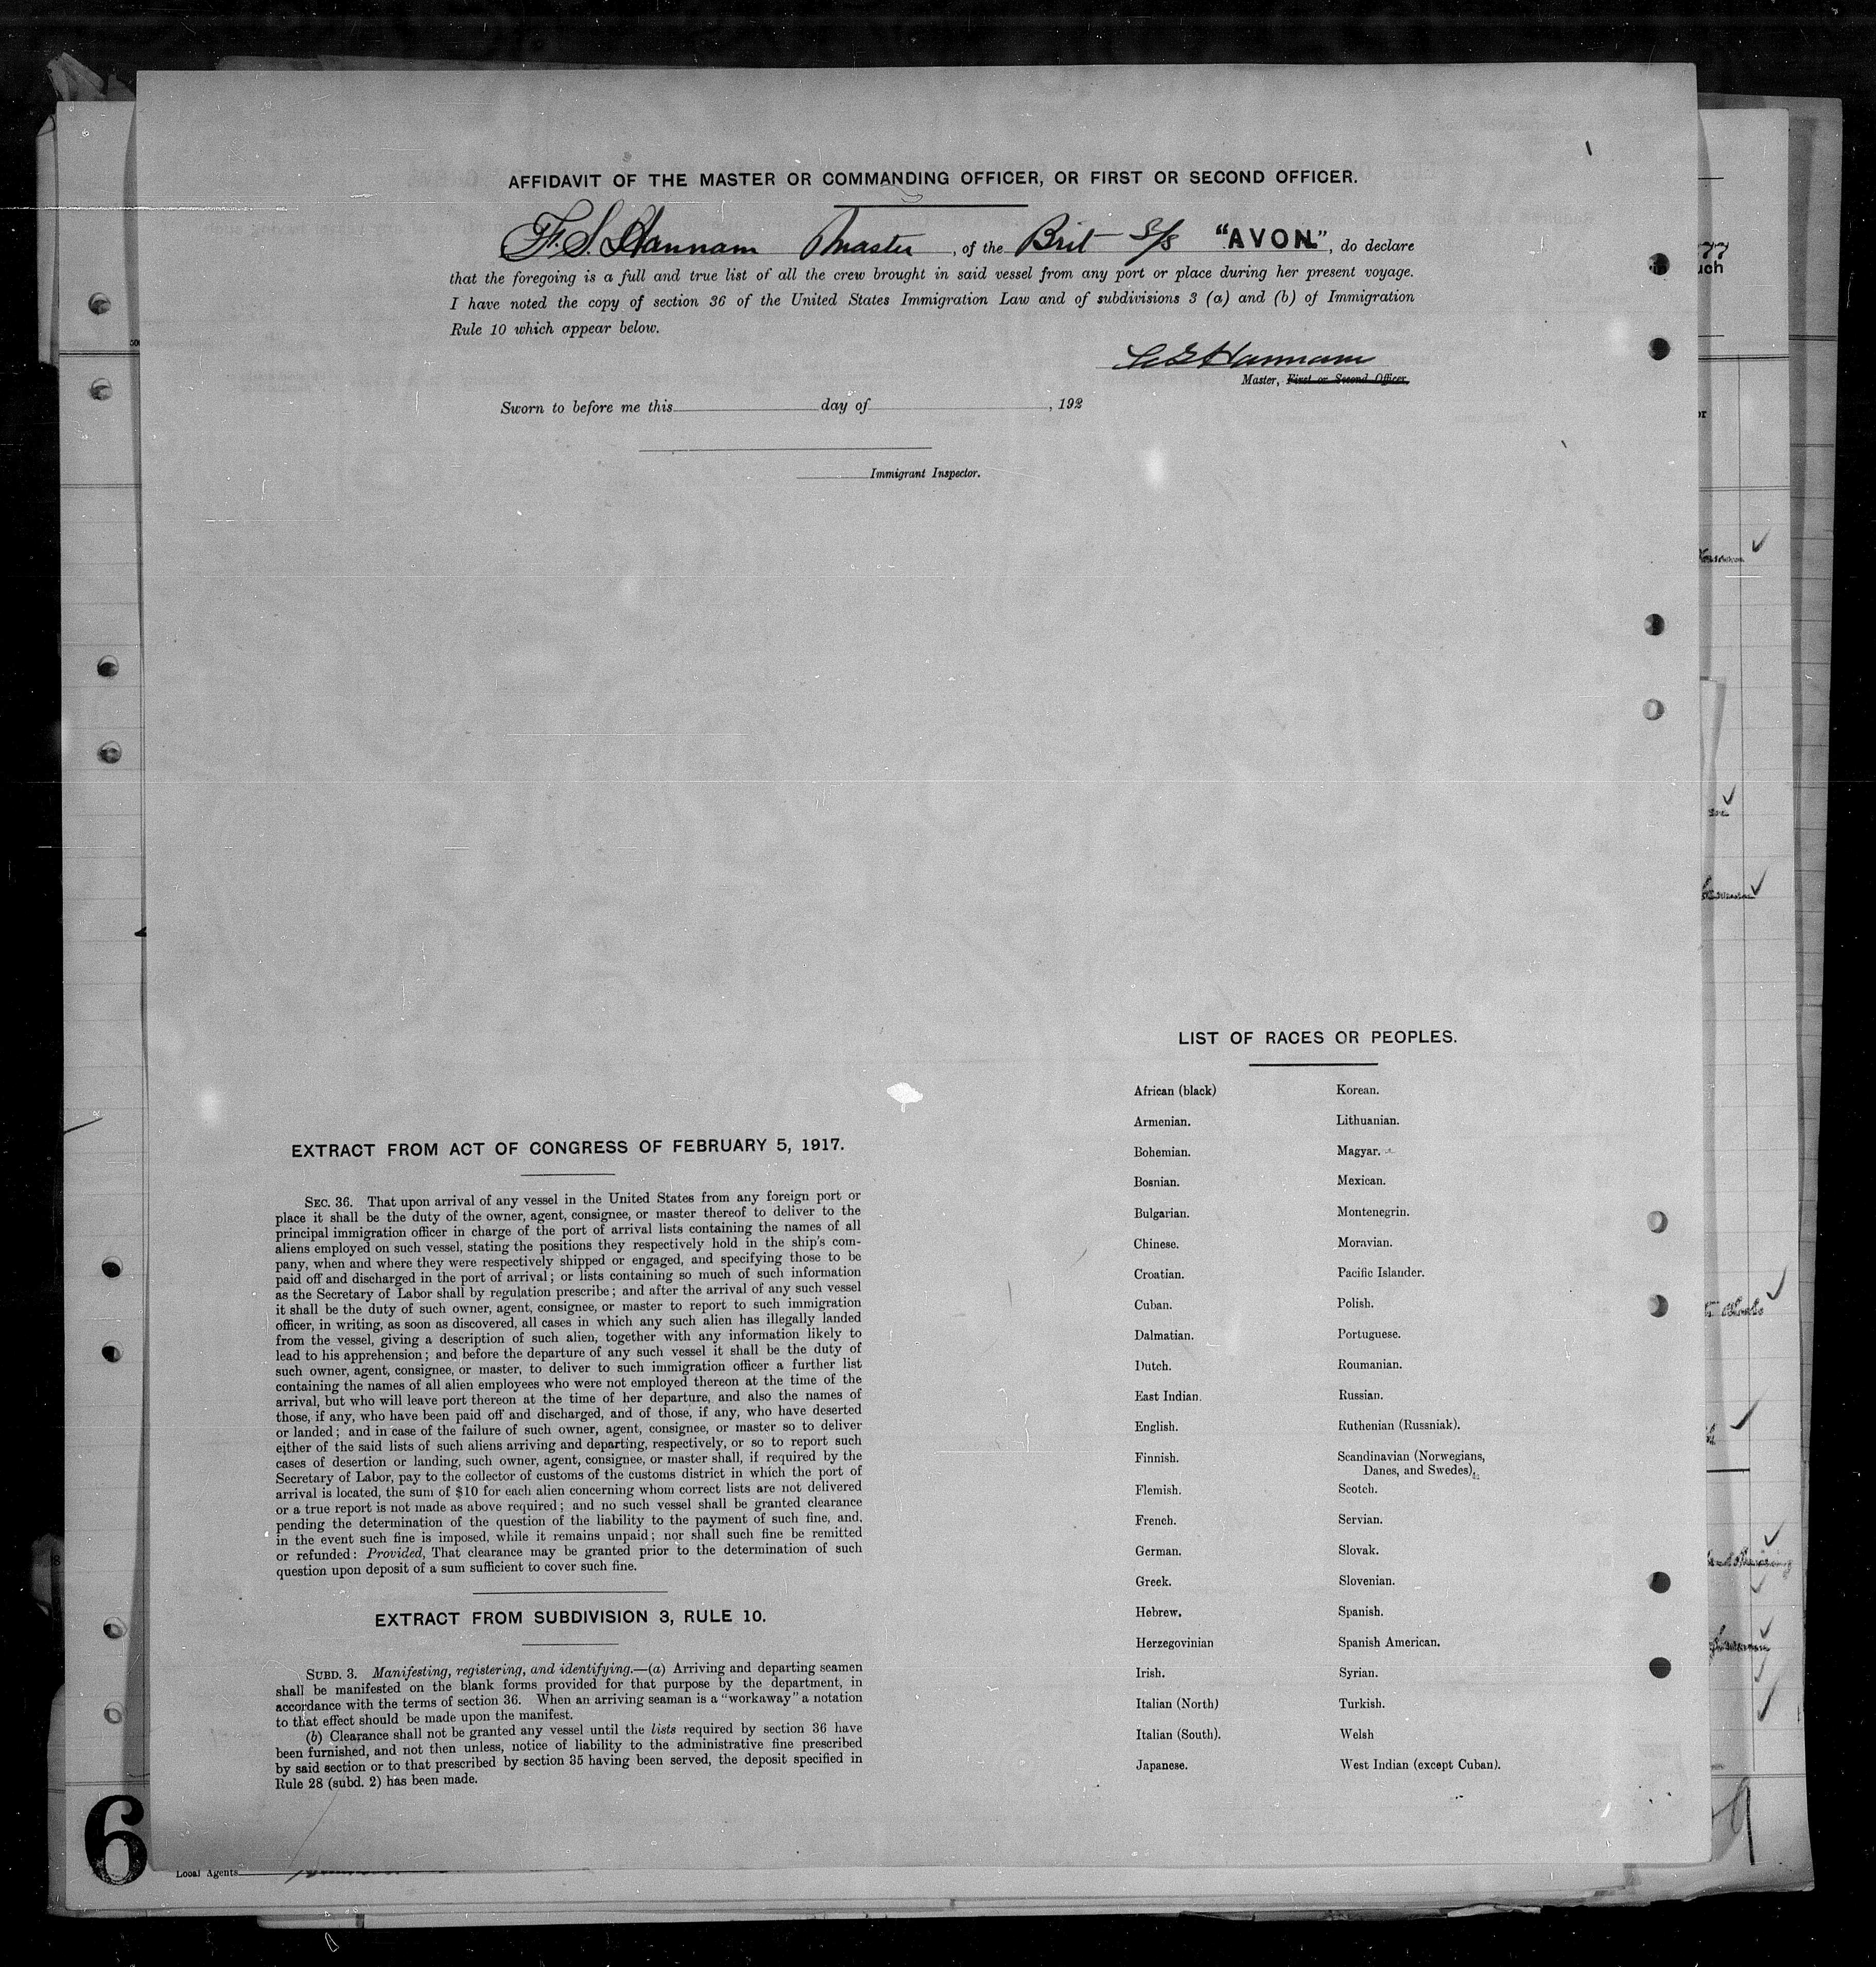 AFFIDAVIT OF THE MASTER OR COMMANDING OFFICER, OR FIRST OR SECOND OFFICER.
F. S. Hannam Master, of the Brit S/S "AVON.", do declare
that the foregoing is a full and true list of all the crew brought in said vessel from any port or place during her present voyage.
I have noted the copy of section 36 of the United States Immigration Law and of subdivisions 3 (a) and (b) of Immigration
Rule 10 which appear below.
Hannam
Master, First or Second Officer.
Sworn to before me this day of , 192
Immigrant Inspector.
EXTRACT FROM ACT OF CONGRESS OF FEBRUARY 5, 1917.
SEC. 36. That upon arrival of any vessel in the United States from any foreign port or
place it shall be the duty of the owner, agent, consignee, or master thereof to deliver to the
principal immigration officer in charge of the port of arrival lists containing the names of all
aliens employed on such vessel, stating the positions they respectively hold in the ship's com-
pany, when and where they were respectively shipped or engaged, and specifying those to be
paid off and discharged in the port of arrival; or lists containing so much of such information
as the Secretary of Labor shall by regulation prescribe; and after the arrival of any such vessel
it shall be the duty of such owner, agent, consignee, or master to report to such immigration
officer, in writing, as soon as discovered, all cases in which any such alien has illegally landed
from the vessel, giving a description of such alien, together with any information likely to
lead to his apprehension; and before the departure of any such vessel it shall be the duty of
such owner, agent, consignee, or master, to deliver to such immigration officer a further list
containing the names of all alien employees who were not employed thereon at the time of the
arrival, but who will leave port thereon at the time of her departure, and also the names of
those, if any, who have been paid off and discharged, and of those, if any, who have deserted
or landed; and in case of the failure of such owner, agent, consignee, or master so to deliver
either of the said lists of such aliens arriving and departing, respectively, or so to report such
cases of desertion or landing, such owner, agent, consignee, or master shall, if required by the
Secretary of Labor, pay to the collector of customs of the customs district in which the port of
arrival is located, the sum of $10 for each alien concerning whom correct lists are not delivered
or a true report is not made as above required; and no such vessel shall be granted clearance
pending the determination of the question of the liability to the payment of such fine, and,
in the event such fine is imposed, while it remains unpaid; nor shall such fine be remitted
or refunded: Provided, That clearance may be granted prior to the determination of such
question upon deposit of a sum sufficient to cover such fine.
EXTRACT FROM SUBDIVISION 3, RULE 10.
SUBD. 3. Manifesting, registering, and identifying.—(a) Arriving and departing seamen
shall be manifested on the blank forms provided for that purpose by the department, in
accordance with the terms of section 36. When an arriving seaman is a "workaway" a notation
to that effect should be made upon the manifest.
(b) Clearance shall not be granted any vessel until the lists required by section 36 have
been furnished, and not then unless, notice of liability to the administrative fine prescribed
by said section or to that prescribed by section 35 having been served, the deposit specified in
Rule 28 (subd. 2) has been made.
LIST OF RACES OR PEOPLES.
African (black) Korean.
Armenian. Lithuanian.
Bohemian. Magyar.
Bosnian. Mexican.
Bulgarian. Montenegrin.
Chinese. Moravian.
Croatian. Pacific Islander.
Cuban. Polish.
Dalmatian. Portuguese.
Dutch. Roumanian.
East Indian. Russian.
English. Ruthenian (Russniak).
Finnish. Scandinavian (Norwegians,
Danes, and Swedes).
Flemish. Scotch.
French. Servian.
German. Slovak.
Greek. Slovenian.
Hebrew. Spanish.
Herzegovinian Spanish American.
Irish. Syrian.
Italian (North) Turkish.
Italian (South). Welsh
Japanese. West Indian (except Cuban).
6
Local Agents